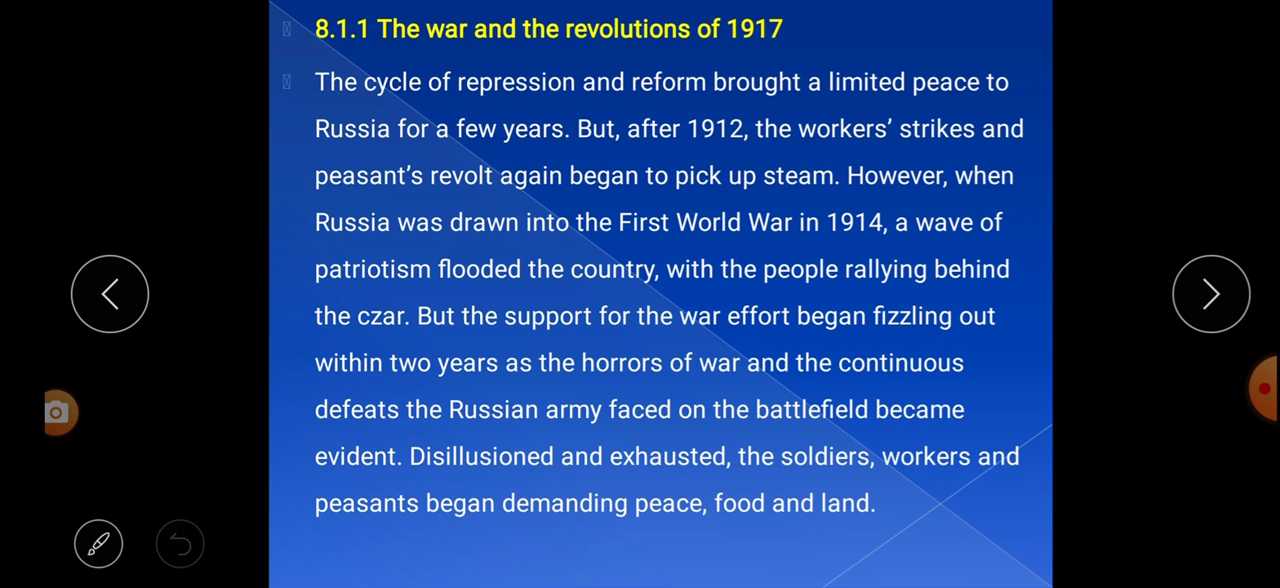 8.1.1 The war and the revolutions of 1917
The cycle of repression and reform brought a limited peace to
Russia for a few years. But, after 1912, the workers’ strikes and
peasant’s revolt again began to pick up steam. However, when
Russia was drawn into the First World War in 1914, a wave of
patriotism flooded the country, with the people rallying behind
the czar. But the support for the war effort began fizzling out
within two years as the horrors of war and the continuous
defeats the Russian army faced on the battlefield became
evident. Disillusioned and exhausted, the soldiers, workers and
peasants began demanding peace, food and land.